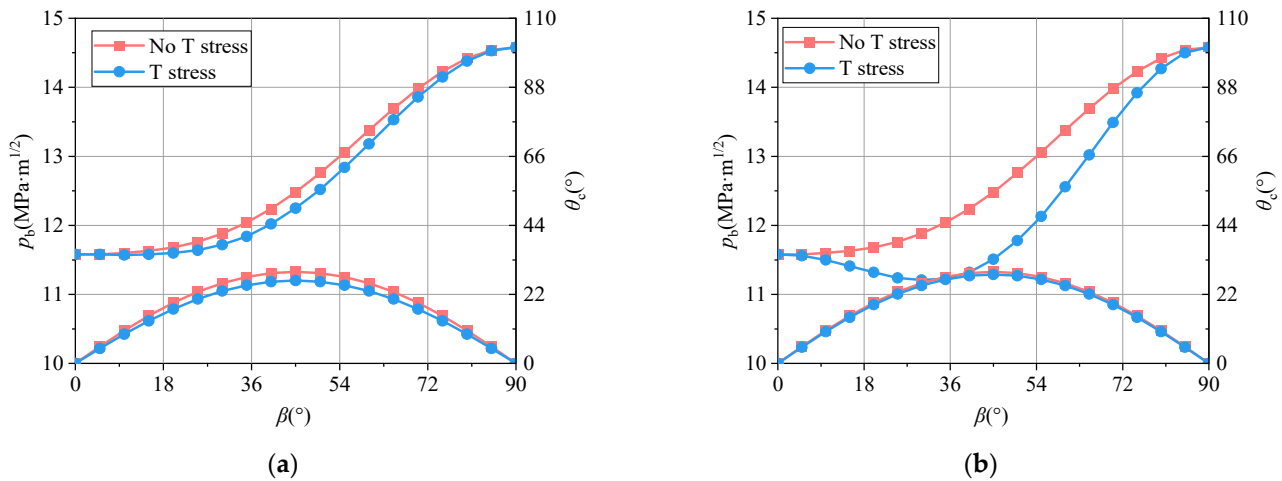 15
14
13
12
11
10
p_b(MPa·m^{1/2})
No T stress
T stress
110
88
66
44
22
0
θ_c(°)
0 18 36 54 72 90
β(°)
(a)
15
14
13
12
11
10
p_b(MPa·m^{1/2})
No T stress
T stress
110
88
66
44
22
0
θ_c(°)
0 18 36 54 72 90
β(°)
(b)